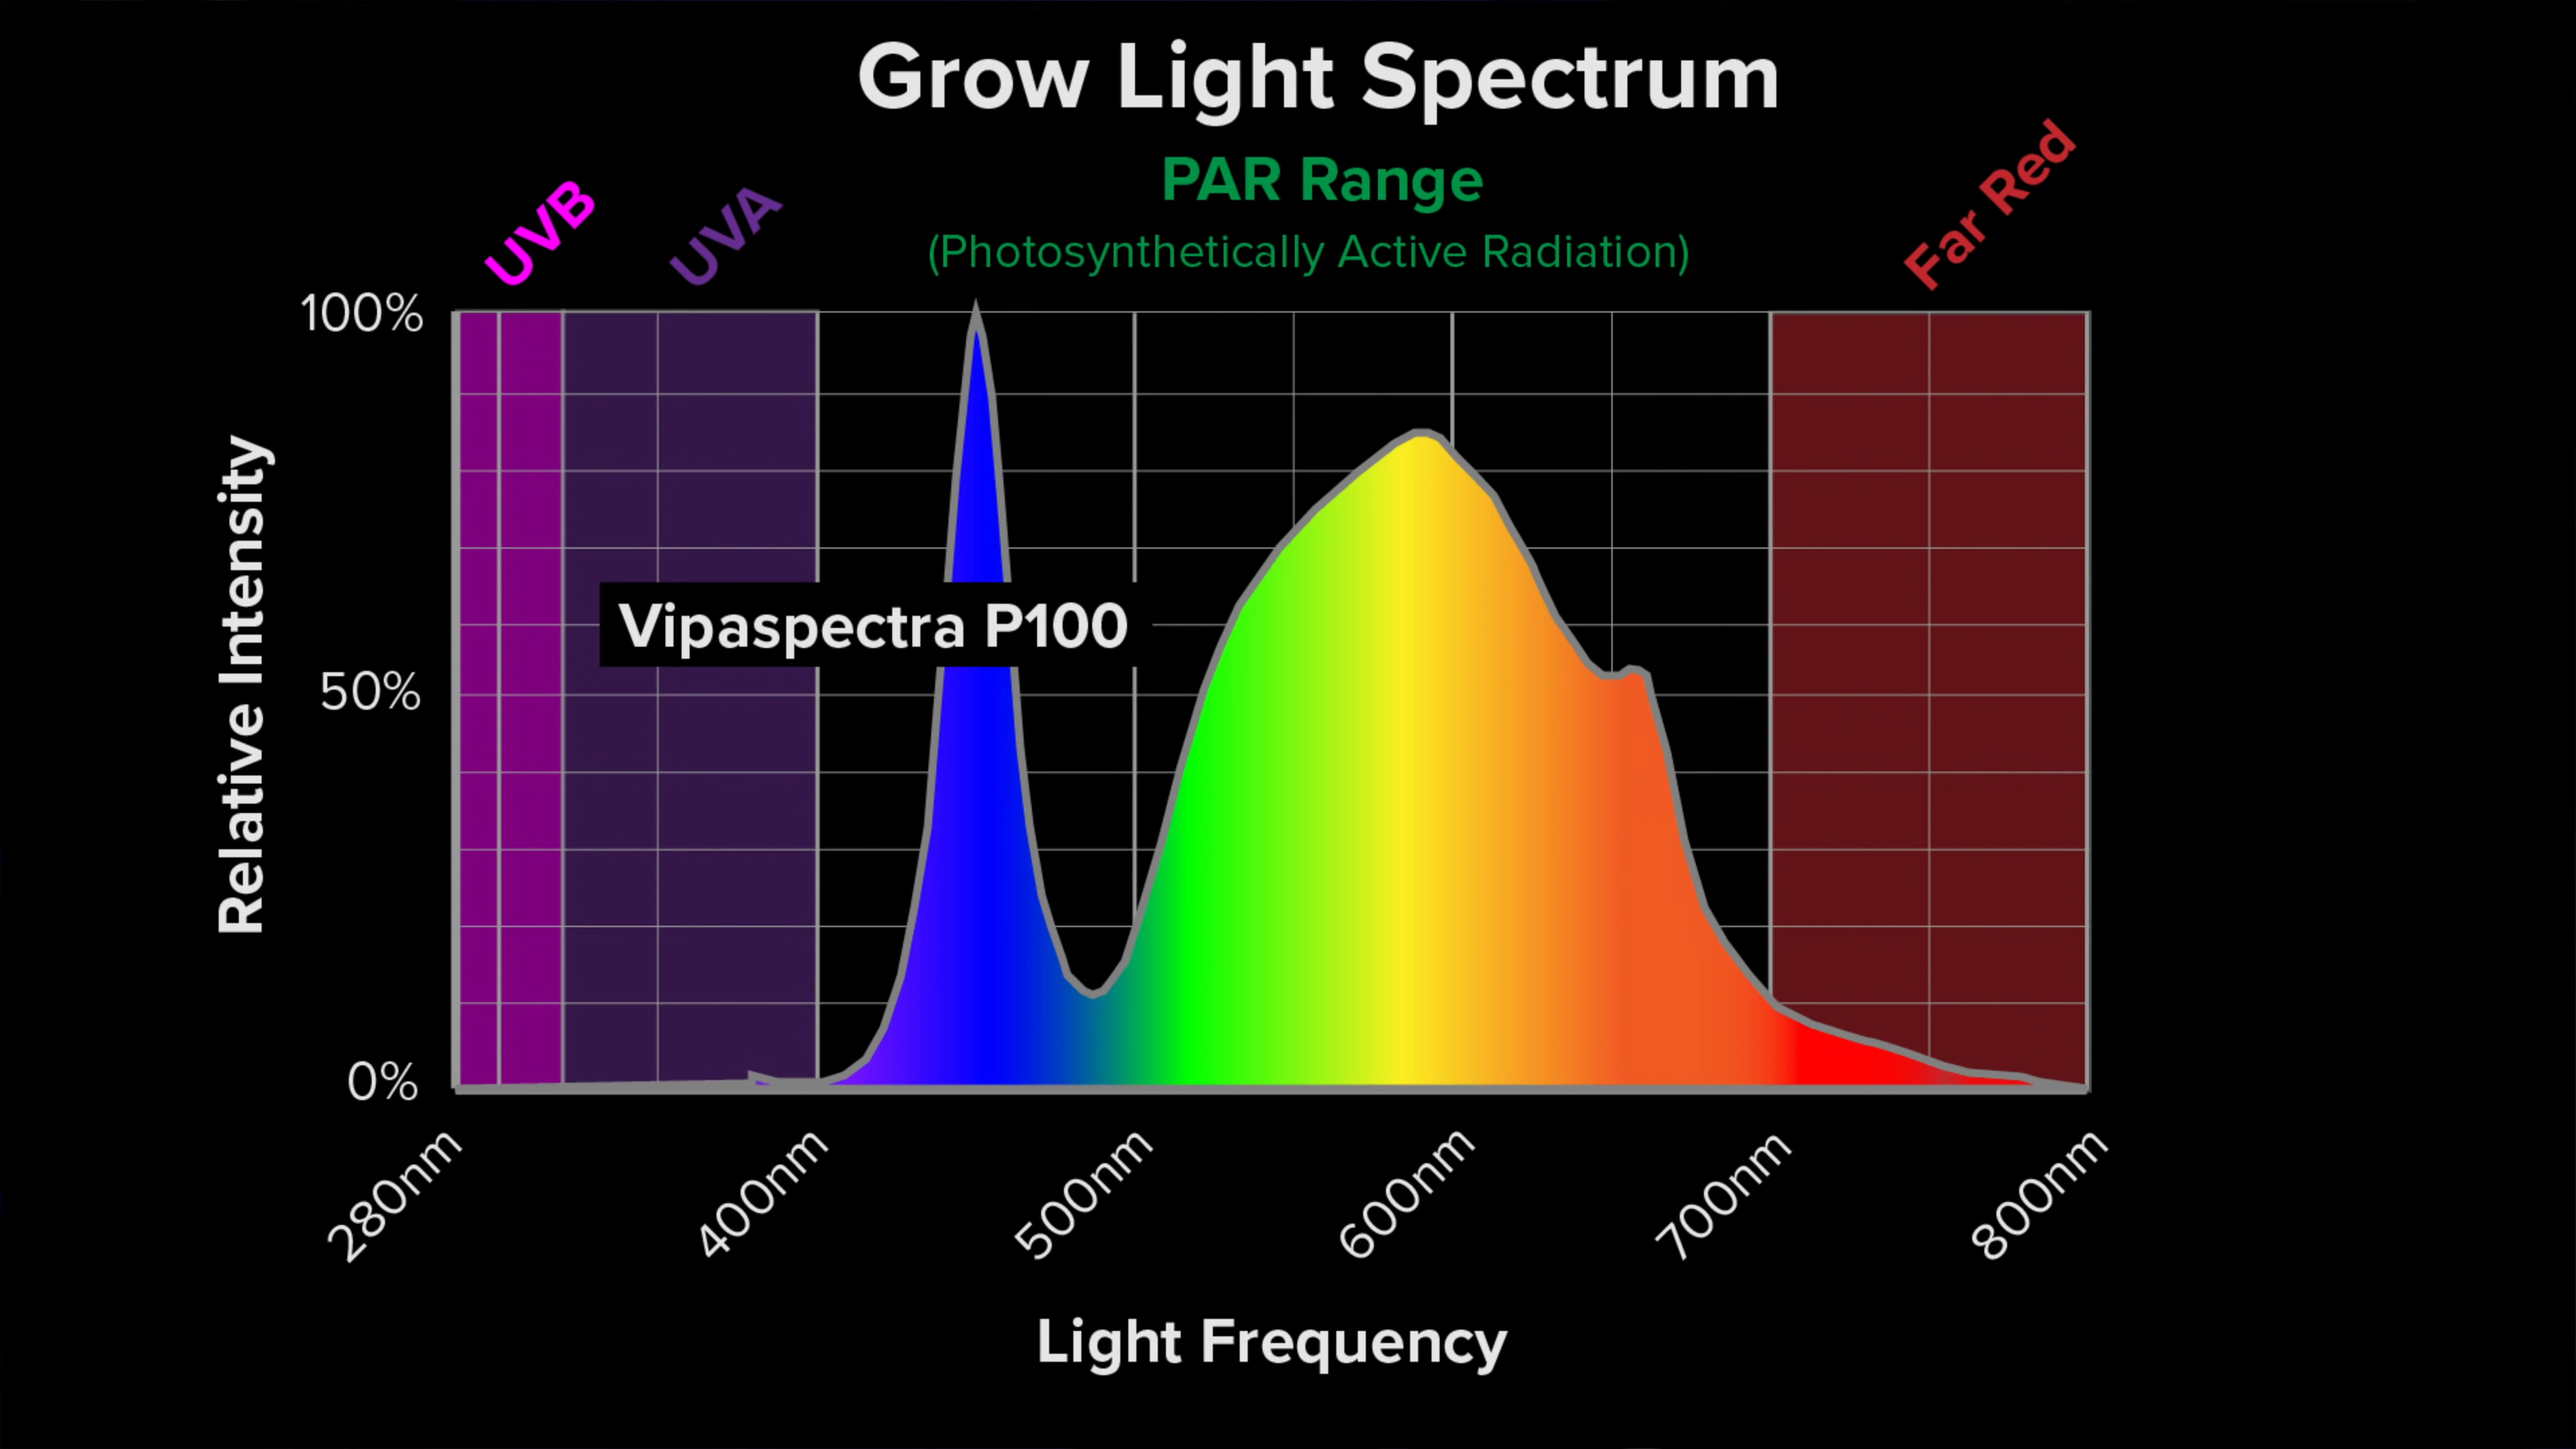 Grow Light Spectrum
PAR Range
(Photosynthetically Active Radiation)
UVB
UVA
Far Red
100%
50%
0%
Relative Intensity
Vipaspectra P100
280nm
400nm
500nm
600nm
700nm
800nm
Light Frequency